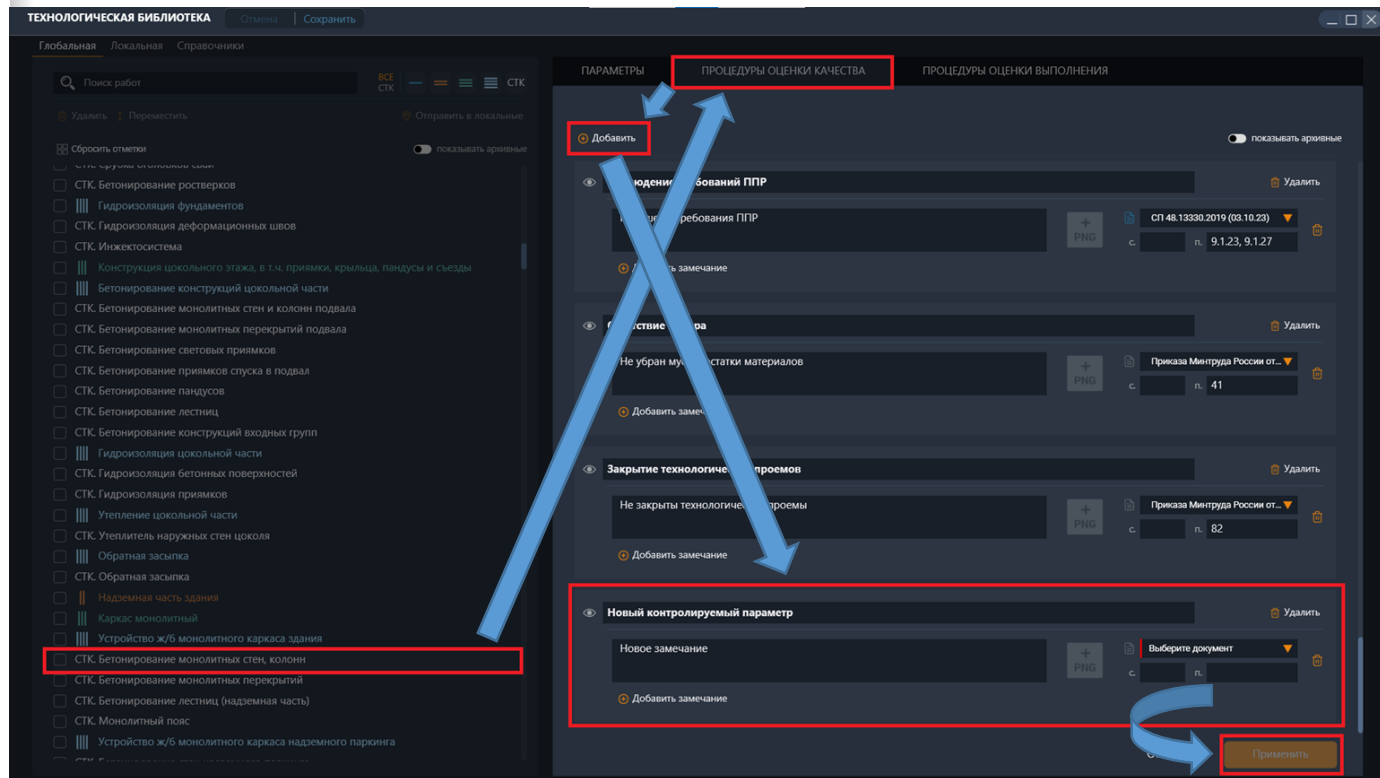 ТЕХНОЛОГИЧЕСКАЯ БИБЛИОТЕКА Отмена Сохранить
Глобальная Локальная Справочники
Поиск работ
ВСЕ СТК
СТК
Удалить Переместить Отправить в локальные
Сбросить отметки показывать архивные
СТК. Бетонирование ростверков
Гидроизоляция фундаментов
СТК. Гидроизоляция деформационных швов
СТК. Инжектосистема
Конструкция цокольного этажа, в т.ч. приямки, крыльца, пандусы и съезды
Бетонирование конструкций цокольной части
СТК. Бетонирование монолитных стен и колонн подвала
СТК. Бетонирование монолитных перекрытий подвала
СТК. Бетонирование световых приямков
СТК. Бетонирование приямков спуска в подвал
СТК. Бетонирование пандусов
СТК. Бетонирование лестниц
СТК. Бетонирование конструкций входных групп
Гидроизоляция цокольной части
СТК. Гидроизоляция бетонных поверхностей
СТК. Гидроизоляция приямков
Утепление цокольной части
СТК. Утеплитель наружных стен цоколя
Обратная засыпка
СТК. Обратная засыпка
Надземная часть здания
Каркас монолитный
Устройство ж/б монолитного каркаса здания
СТК. Бетонирование монолитных стен, колонн
СТК. Бетонирование монолитных перекрытий
СТК. Бетонирование лестниц (надземная часть)
СТК. Монолитный пояс
Устройство ж/б монолитного каркаса надземного паркинга
ПАРАМЕТРЫ ПРОЦЕДУРЫ ОЦЕНКИ КАЧЕСТВА ПРОЦЕДУРЫ ОЦЕНКИ ВЫПОЛНЕНИЯ
Добавить показывать архивные
ППР Удалить
ППР
+ PNG
СП 48.13330.2019 (03.10.23)
с. п. 9.1.23, 9.1.27
замечание
Удалить
Не убран материалов
+ PNG
Приказа Минтруда России от...
с. п. 41
Добавить
Закрытие проемов Удалить
Не закрыты проемы
+ PNG
Приказа Минтруда России от...
с. п. 82
Добавить замечание
Новый контролируемый параметр Удалить
Новое замечание
+ PNG
Выберите документ
с. п.
Добавить замечание
Применить